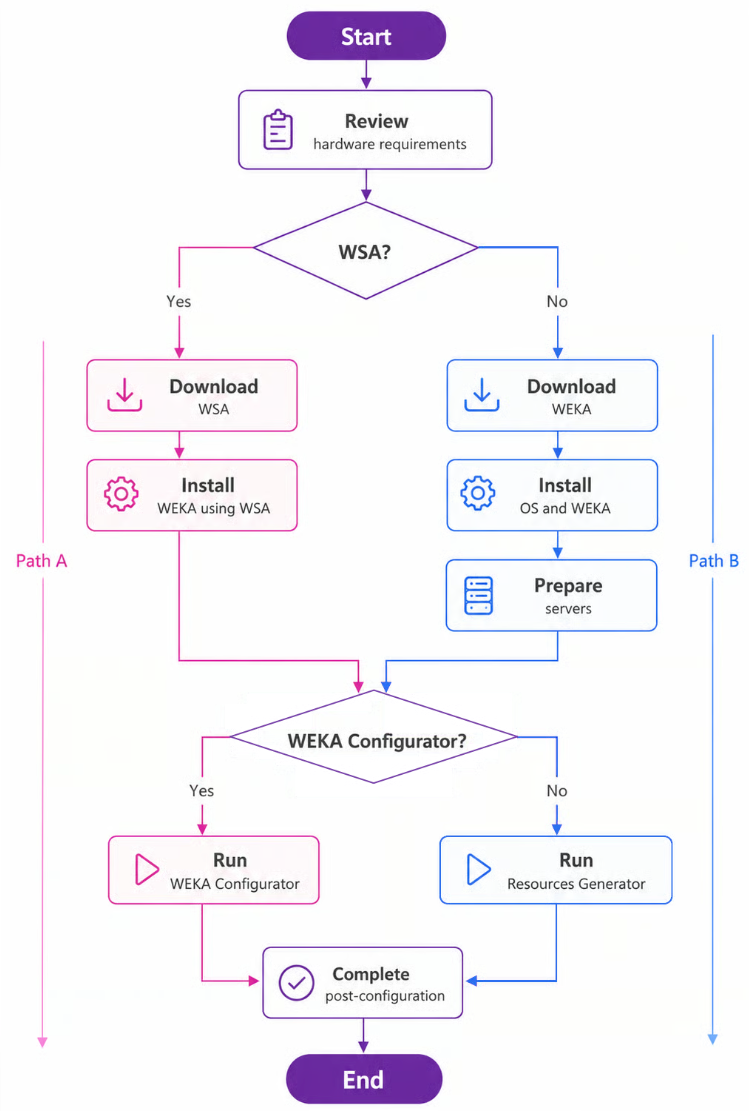 Start
Review
hardware requirements
WSA?
Yes
No
Download
WSA
Download
WEKA
Install
WEKA using WSA
Install
OS and WEKA
Path A
Path B
Prepare
servers
WEKA Configurator?
Yes
No
Run
WEKA Configurator
Run
Resources Generator
Complete
post-configuration
End